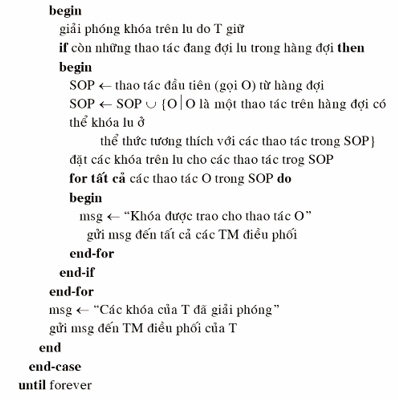 begin
giải phóng khóa trên lu do T giữ
if còn những thao tác đang đợi lu trong hàng đợi then
begin
SOP ← thao tác đầu tiên (gọi O) từ hàng đợi
SOP ← SOP ∪ {O|O là một thao tác trên hàng đợi có
thể khóa lu ở
thể thức tương thích với các thao tác trong SOP}
đặt các khóa trên lu cho các thao tác trog SOP
for tất cả các thao tác O trong SOP do
begin
msg ← “Khóa được trao cho thao tác O”
gửi msg đến tất cả các TM điều phối
end-for
end-if
end-for
msg ← “Các khóa của T đã giải phóng”
gửi msg đến TM điều phối của T
end
end-case
until forever